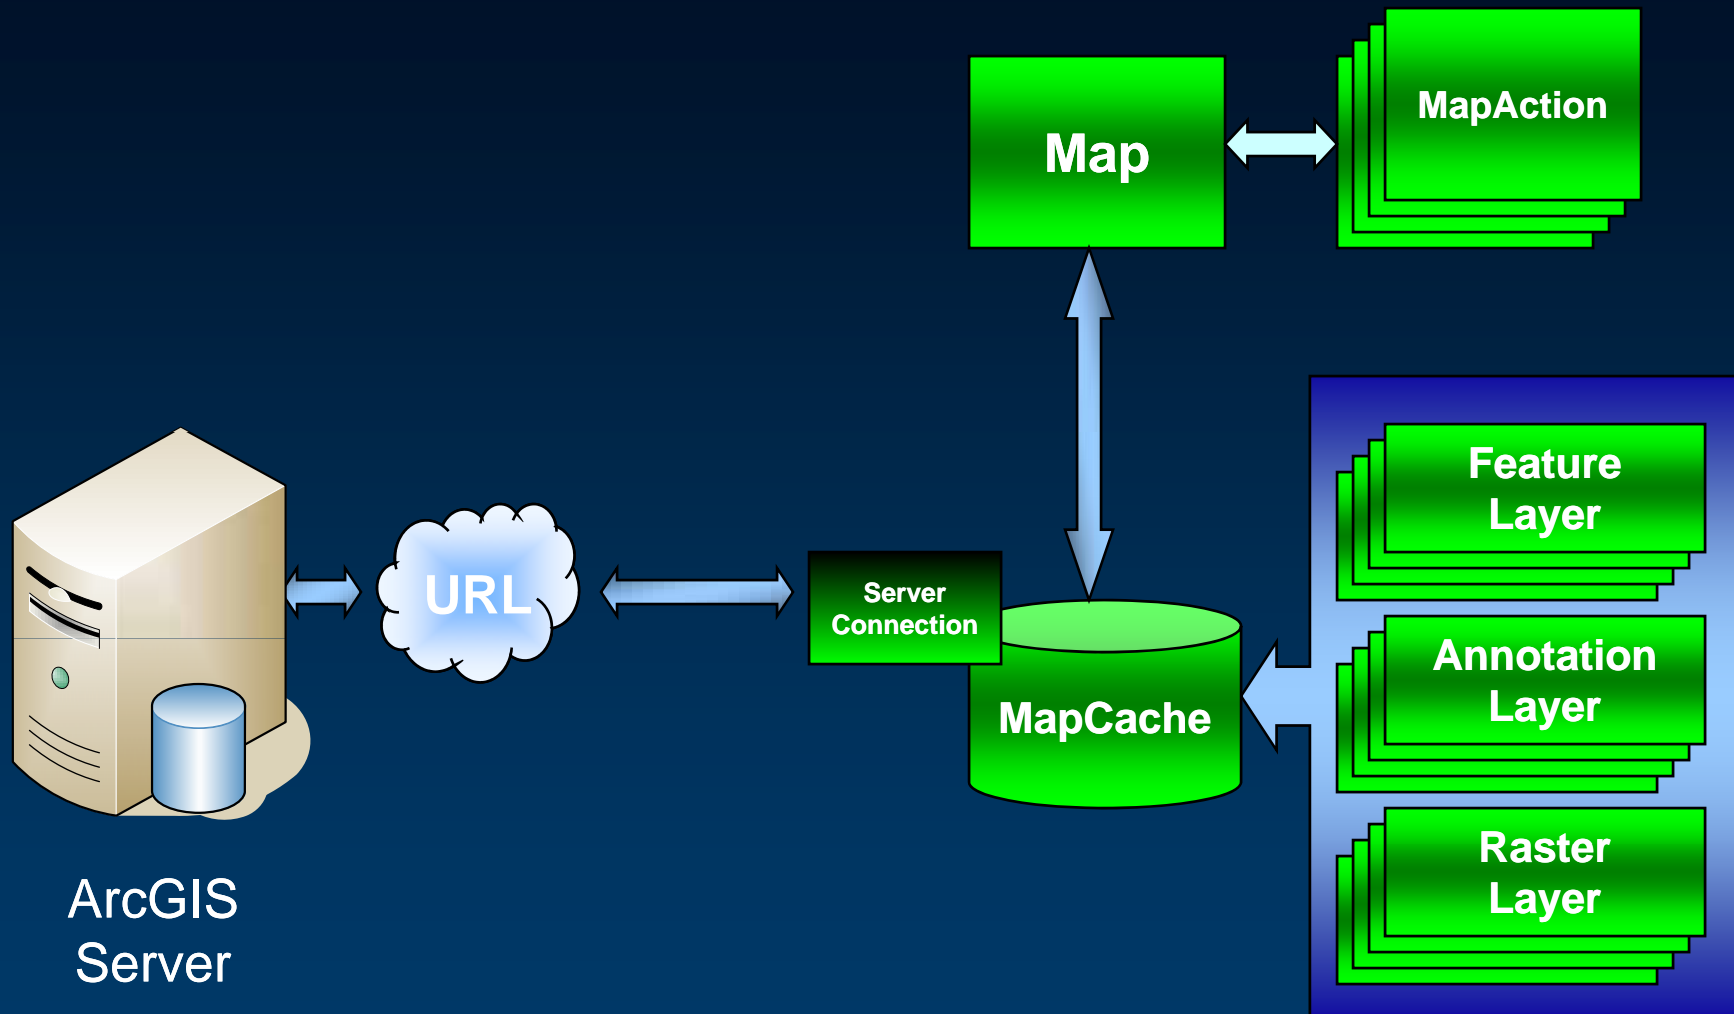 MapAction
Map
Feature
Layer
URL
Server
Connection
Annotation
Layer
MapCache
Raster
Layer
ArcGIS
Server